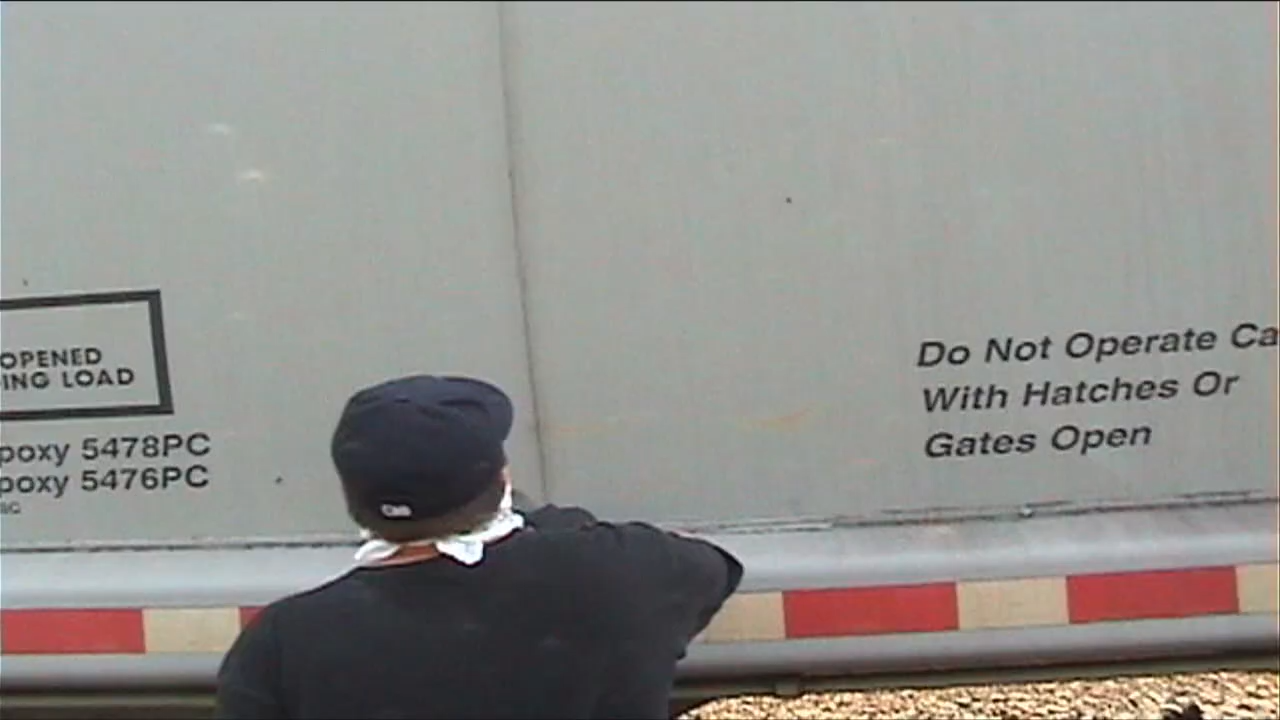 OPENED
ING LOAD
poxy 5478PC
poxy 5476PC
Do Not Operate Ca
With Hatches Or
Gates Open